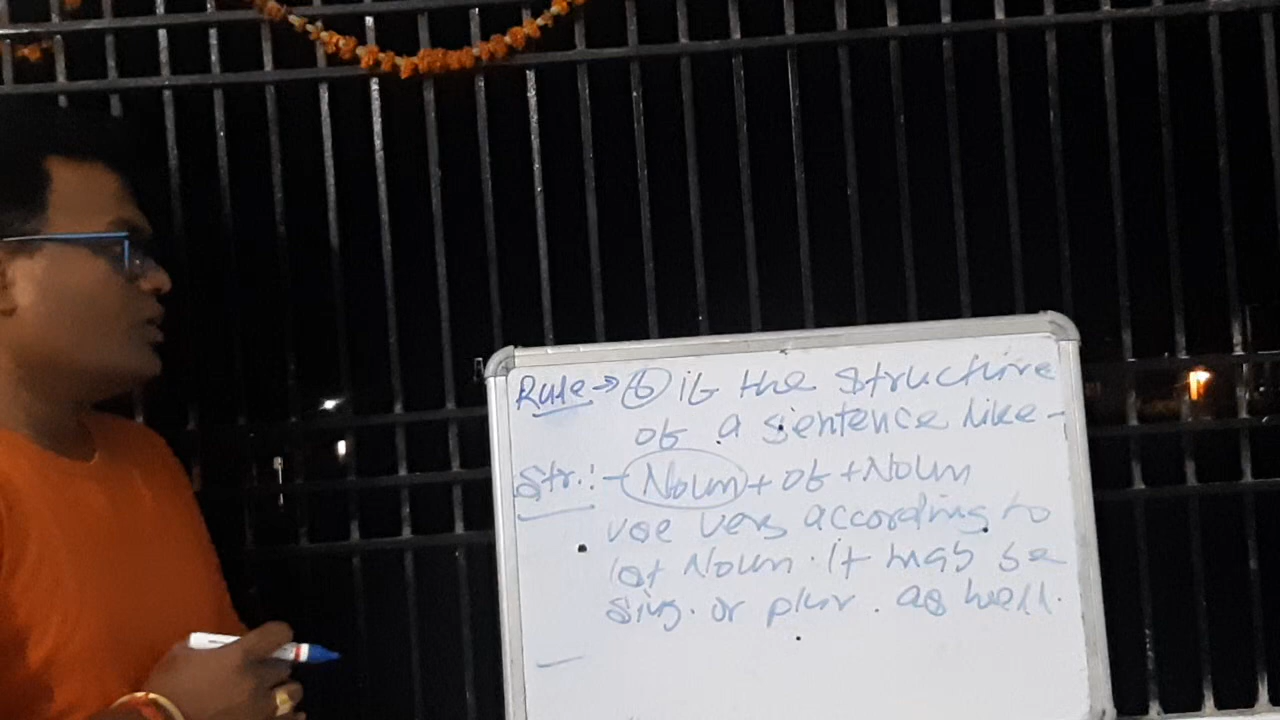 Rule → ⑥ if the structure
of a sentence like -
Str.: - Noun + of + Noun
use verb according to
1st Noun. It may be
sing. or plur. as well.